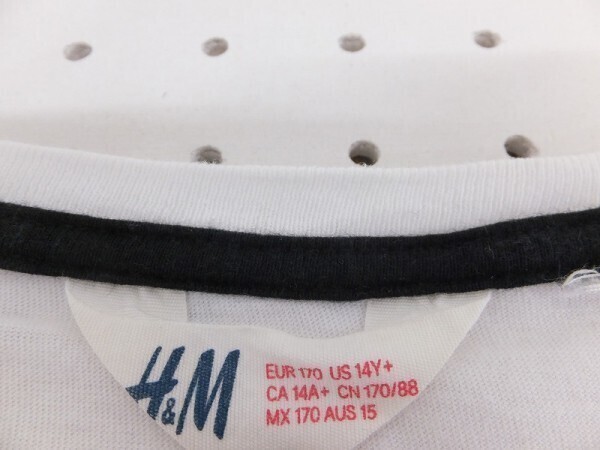 H&M
EUR 170 US 14Y+
CA 14A+ CN 170/88
MX 170 AUS 15